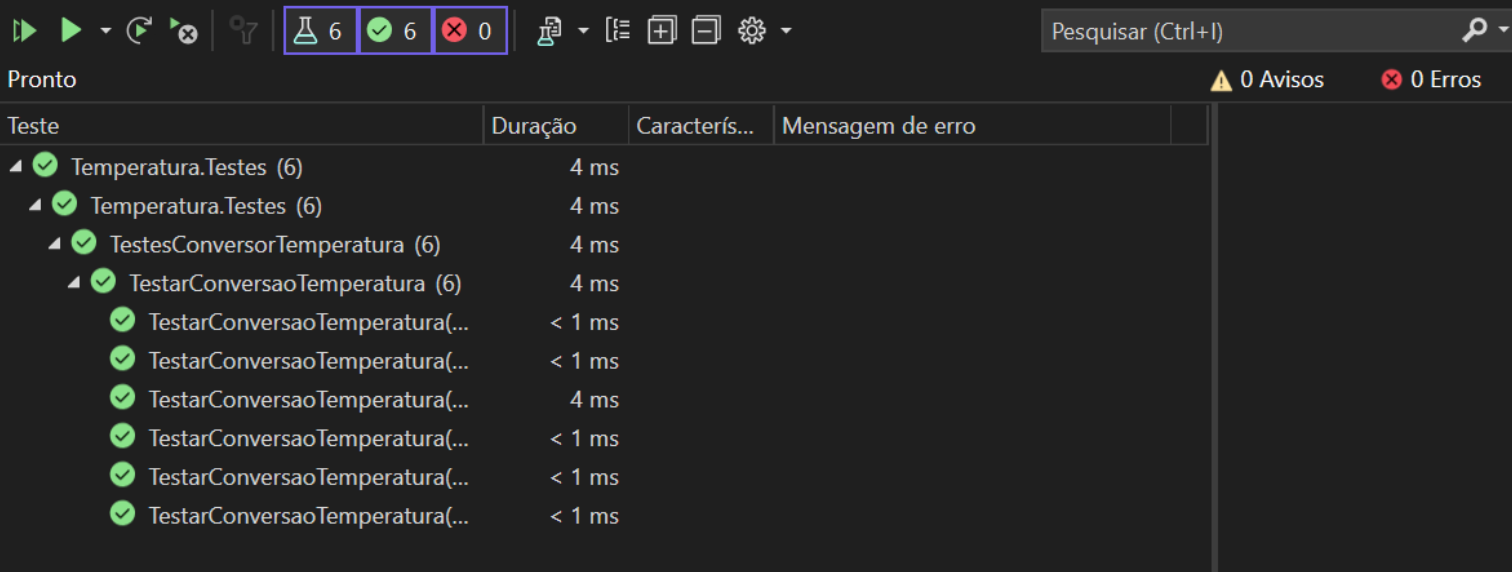 6 6 0
Pesquisar (Ctrl+I)
Pronto 0 Avisos 0 Erros
Teste Duração Caracterís... Mensagem de erro
Temperatura.Testes (6) 4 ms
Temperatura.Testes (6) 4 ms
TestesConversorTemperatura (6) 4 ms
TestarConversaoTemperatura (6) 4 ms
TestarConversaoTemperatura(... < 1 ms
TestarConversaoTemperatura(... < 1 ms
TestarConversaoTemperatura(... 4 ms
TestarConversaoTemperatura(... < 1 ms
TestarConversaoTemperatura(... < 1 ms
TestarConversaoTemperatura(... < 1 ms